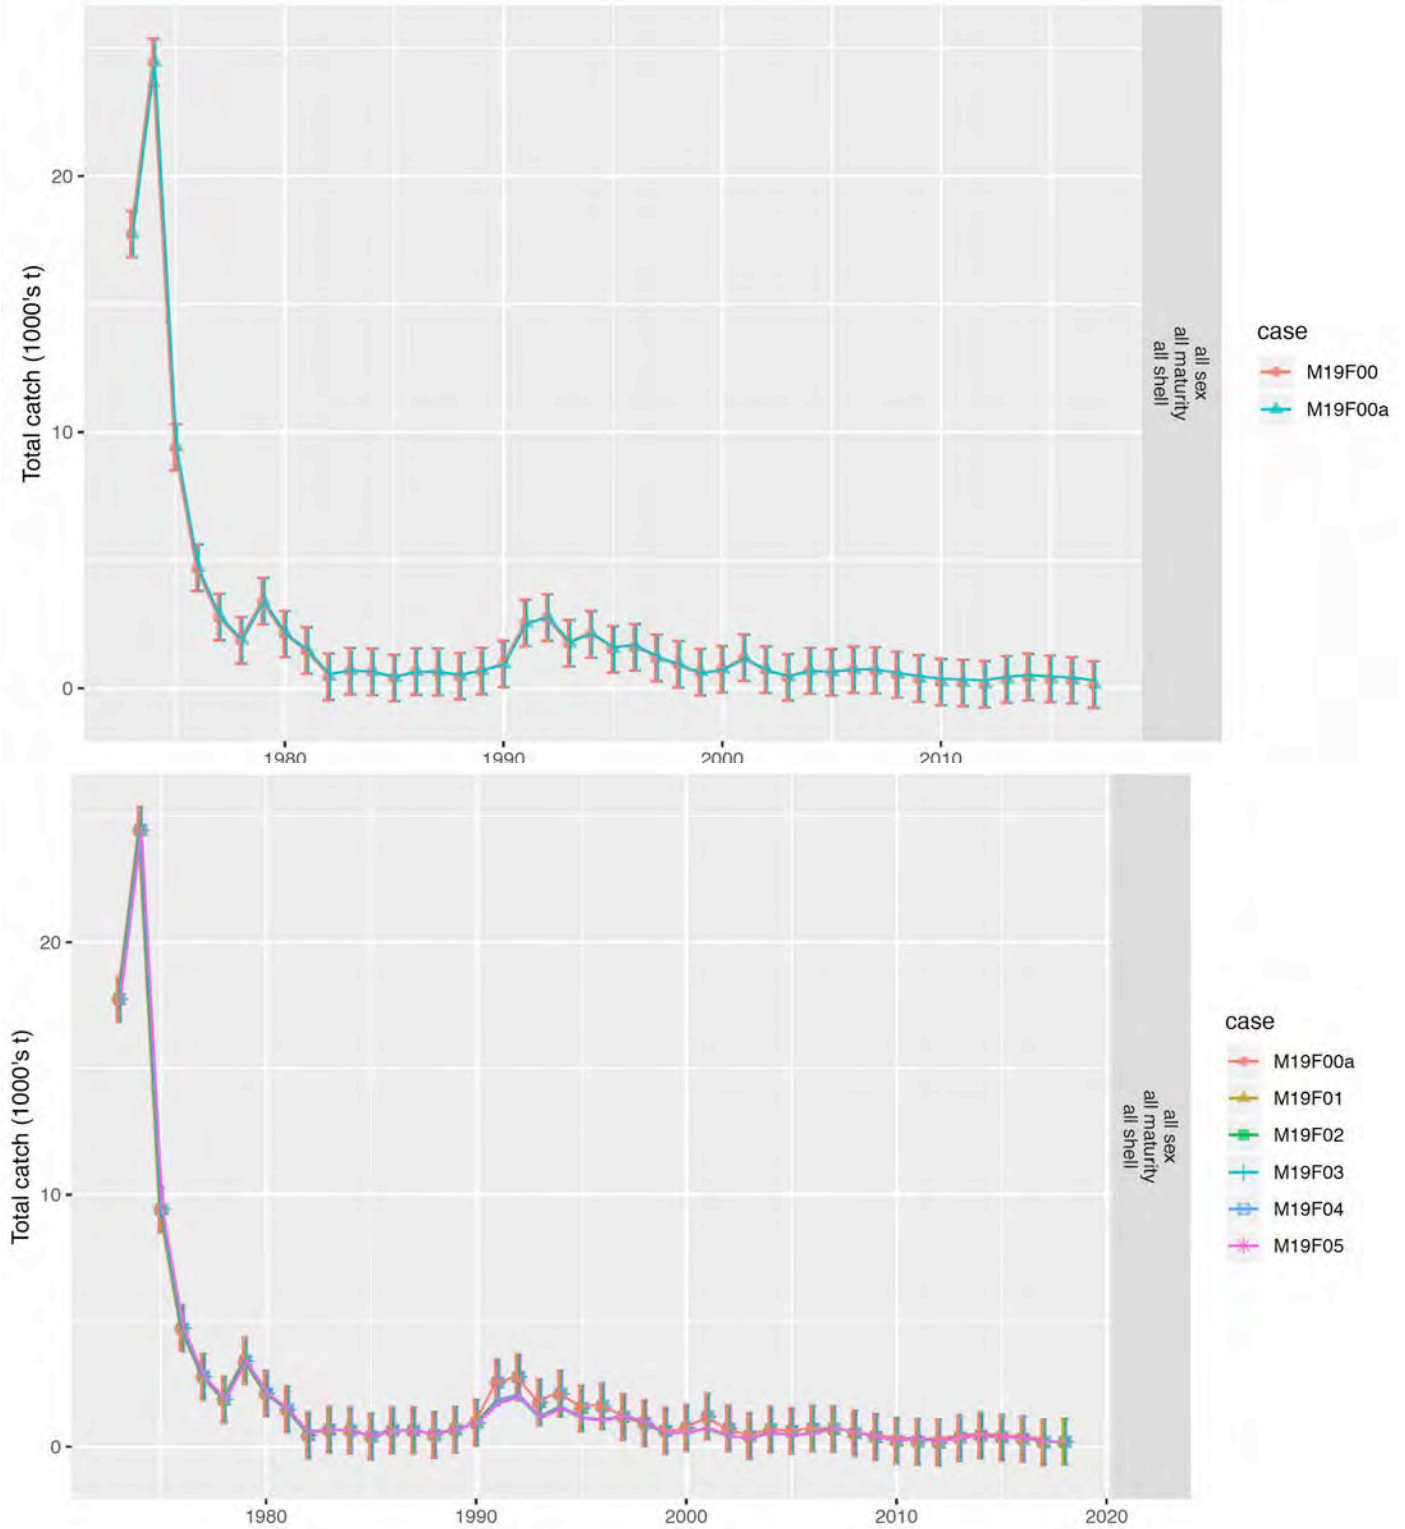 Total catch (1000's t)
20
10
0
1980
1990
2000
2010
all sex
all maturity
all shell
case
M19F00
M19F00a
Total catch (1000's t)
20
10
0
1980
1990
2000
2010
2020
all sex
all maturity
all shell
case
M19F00a
M19F01
M19F02
M19F03
M19F04
M19F05